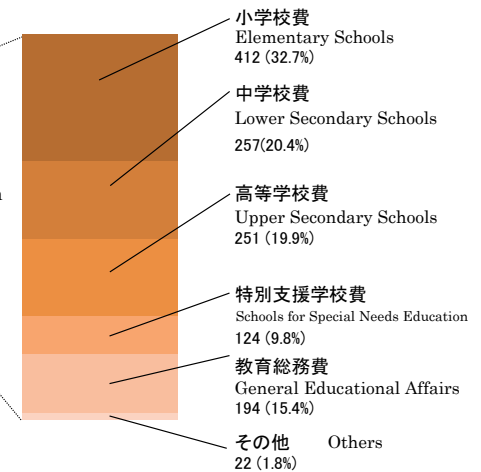 小学校費
Elementary Schools
412 (32.7%)
中学校費
Lower Secondary Schools
257(20.4%)
高等学校費
Upper Secondary Schools
251 (19.9%)
特別支援学校費
Schools for Special Needs Education
124 (9.8%)
教育総務費
General Educational Affairs
194 (15.4%)
その他 Others
22 (1.8%)